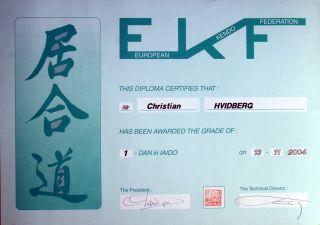 居合道
EKF
EUROPEAN KENDO FEDERATION
THIS DIPLOMA CERTIFIES THAT :
Mr Christian HVIDBERG
HAS BEEN AWARDED THE GRADE OF :
1 - DAN in IAIDO on 13 - 11 - 2004
The President : The Technical Director :